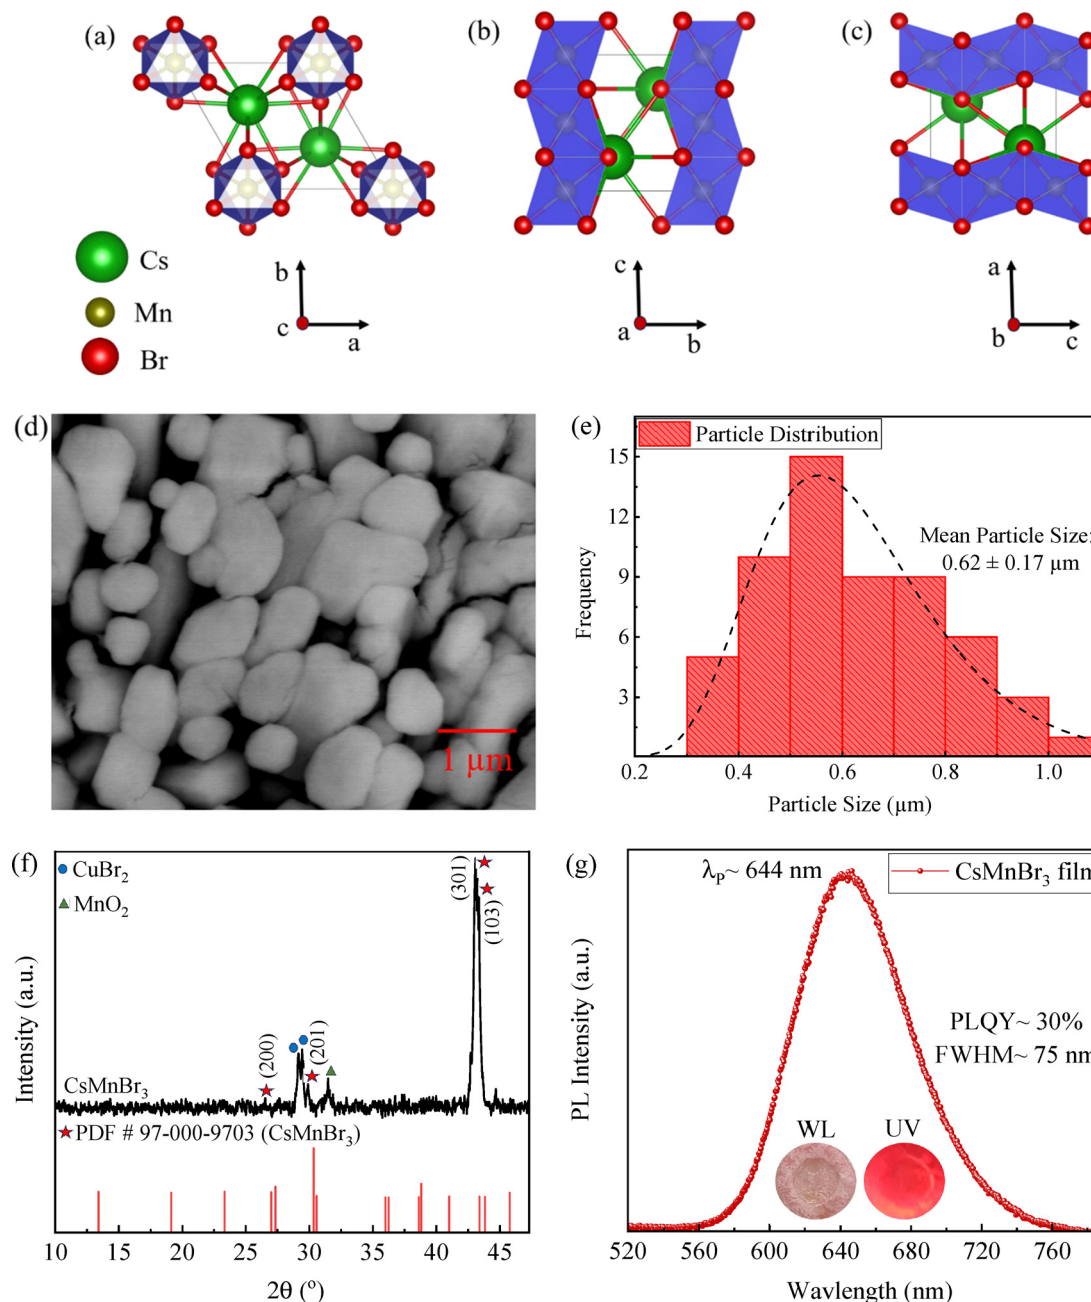 (a)
(b)
(c)
Cs
Mn
Br
b
c
a
c
a
b
a
b
c
(d)
1 µm
(e)
Particle Distribution
Mean Particle Size:
0.62 ± 0.17 µm
Frequency
15
12
9
6
3
0.2 0.4 0.6 0.8 1.0
Particle Size (µm)
(f)
CuBr2
MnO2
(301)
(103)
(200)
(201)
CsMnBr3
PDF # 97-000-9703 (CsMnBr3)
Intensity (a.u.)
10 15 20 25 30 35 40 45
2θ (°)
(g)
λP~ 644 nm
CsMnBr3 film
PLQY~ 30%
FWHM~ 75 nm
WL UV
PL Intensity (a.u.)
520 560 600 640 680 720 760
Wavlength (nm)